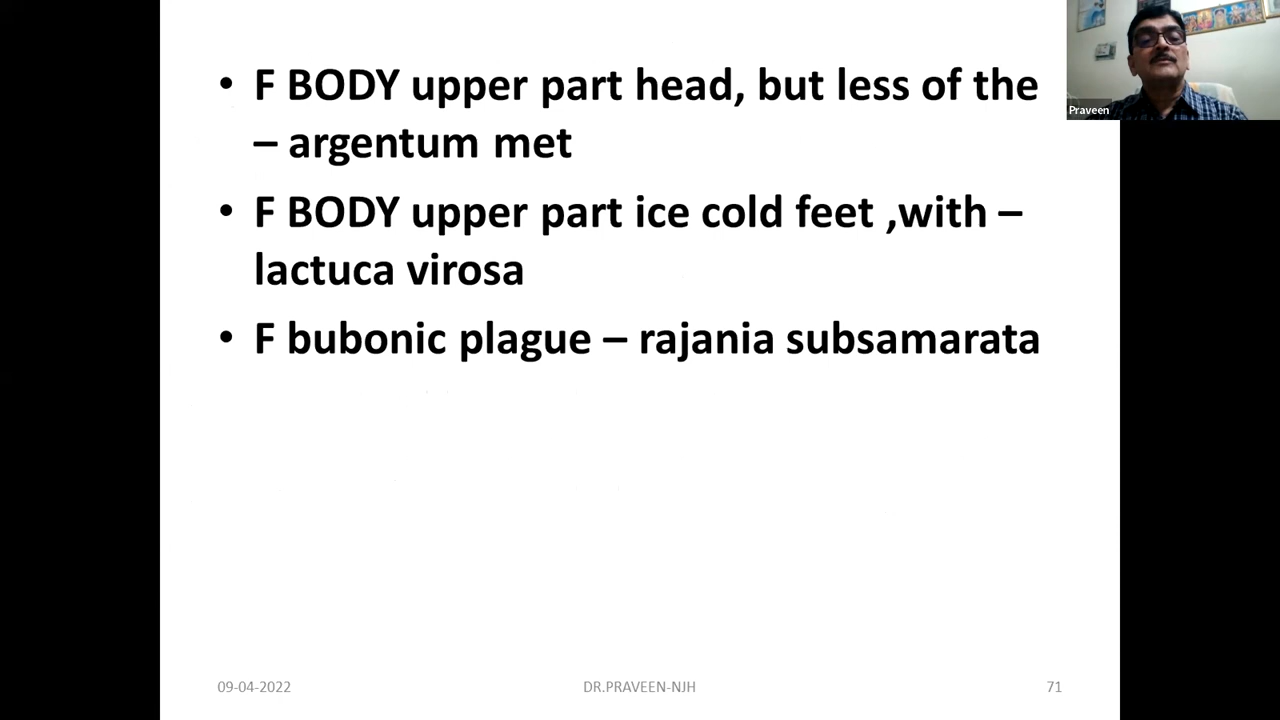 • F BODY upper part head, but less of the
– argentum met
• F BODY upper part ice cold feet ,with –
lactuca virosa
• F bubonic plague – rajania subsamarata
Praveen
09-04-2022 DR.PRAVEEN-NJH 71